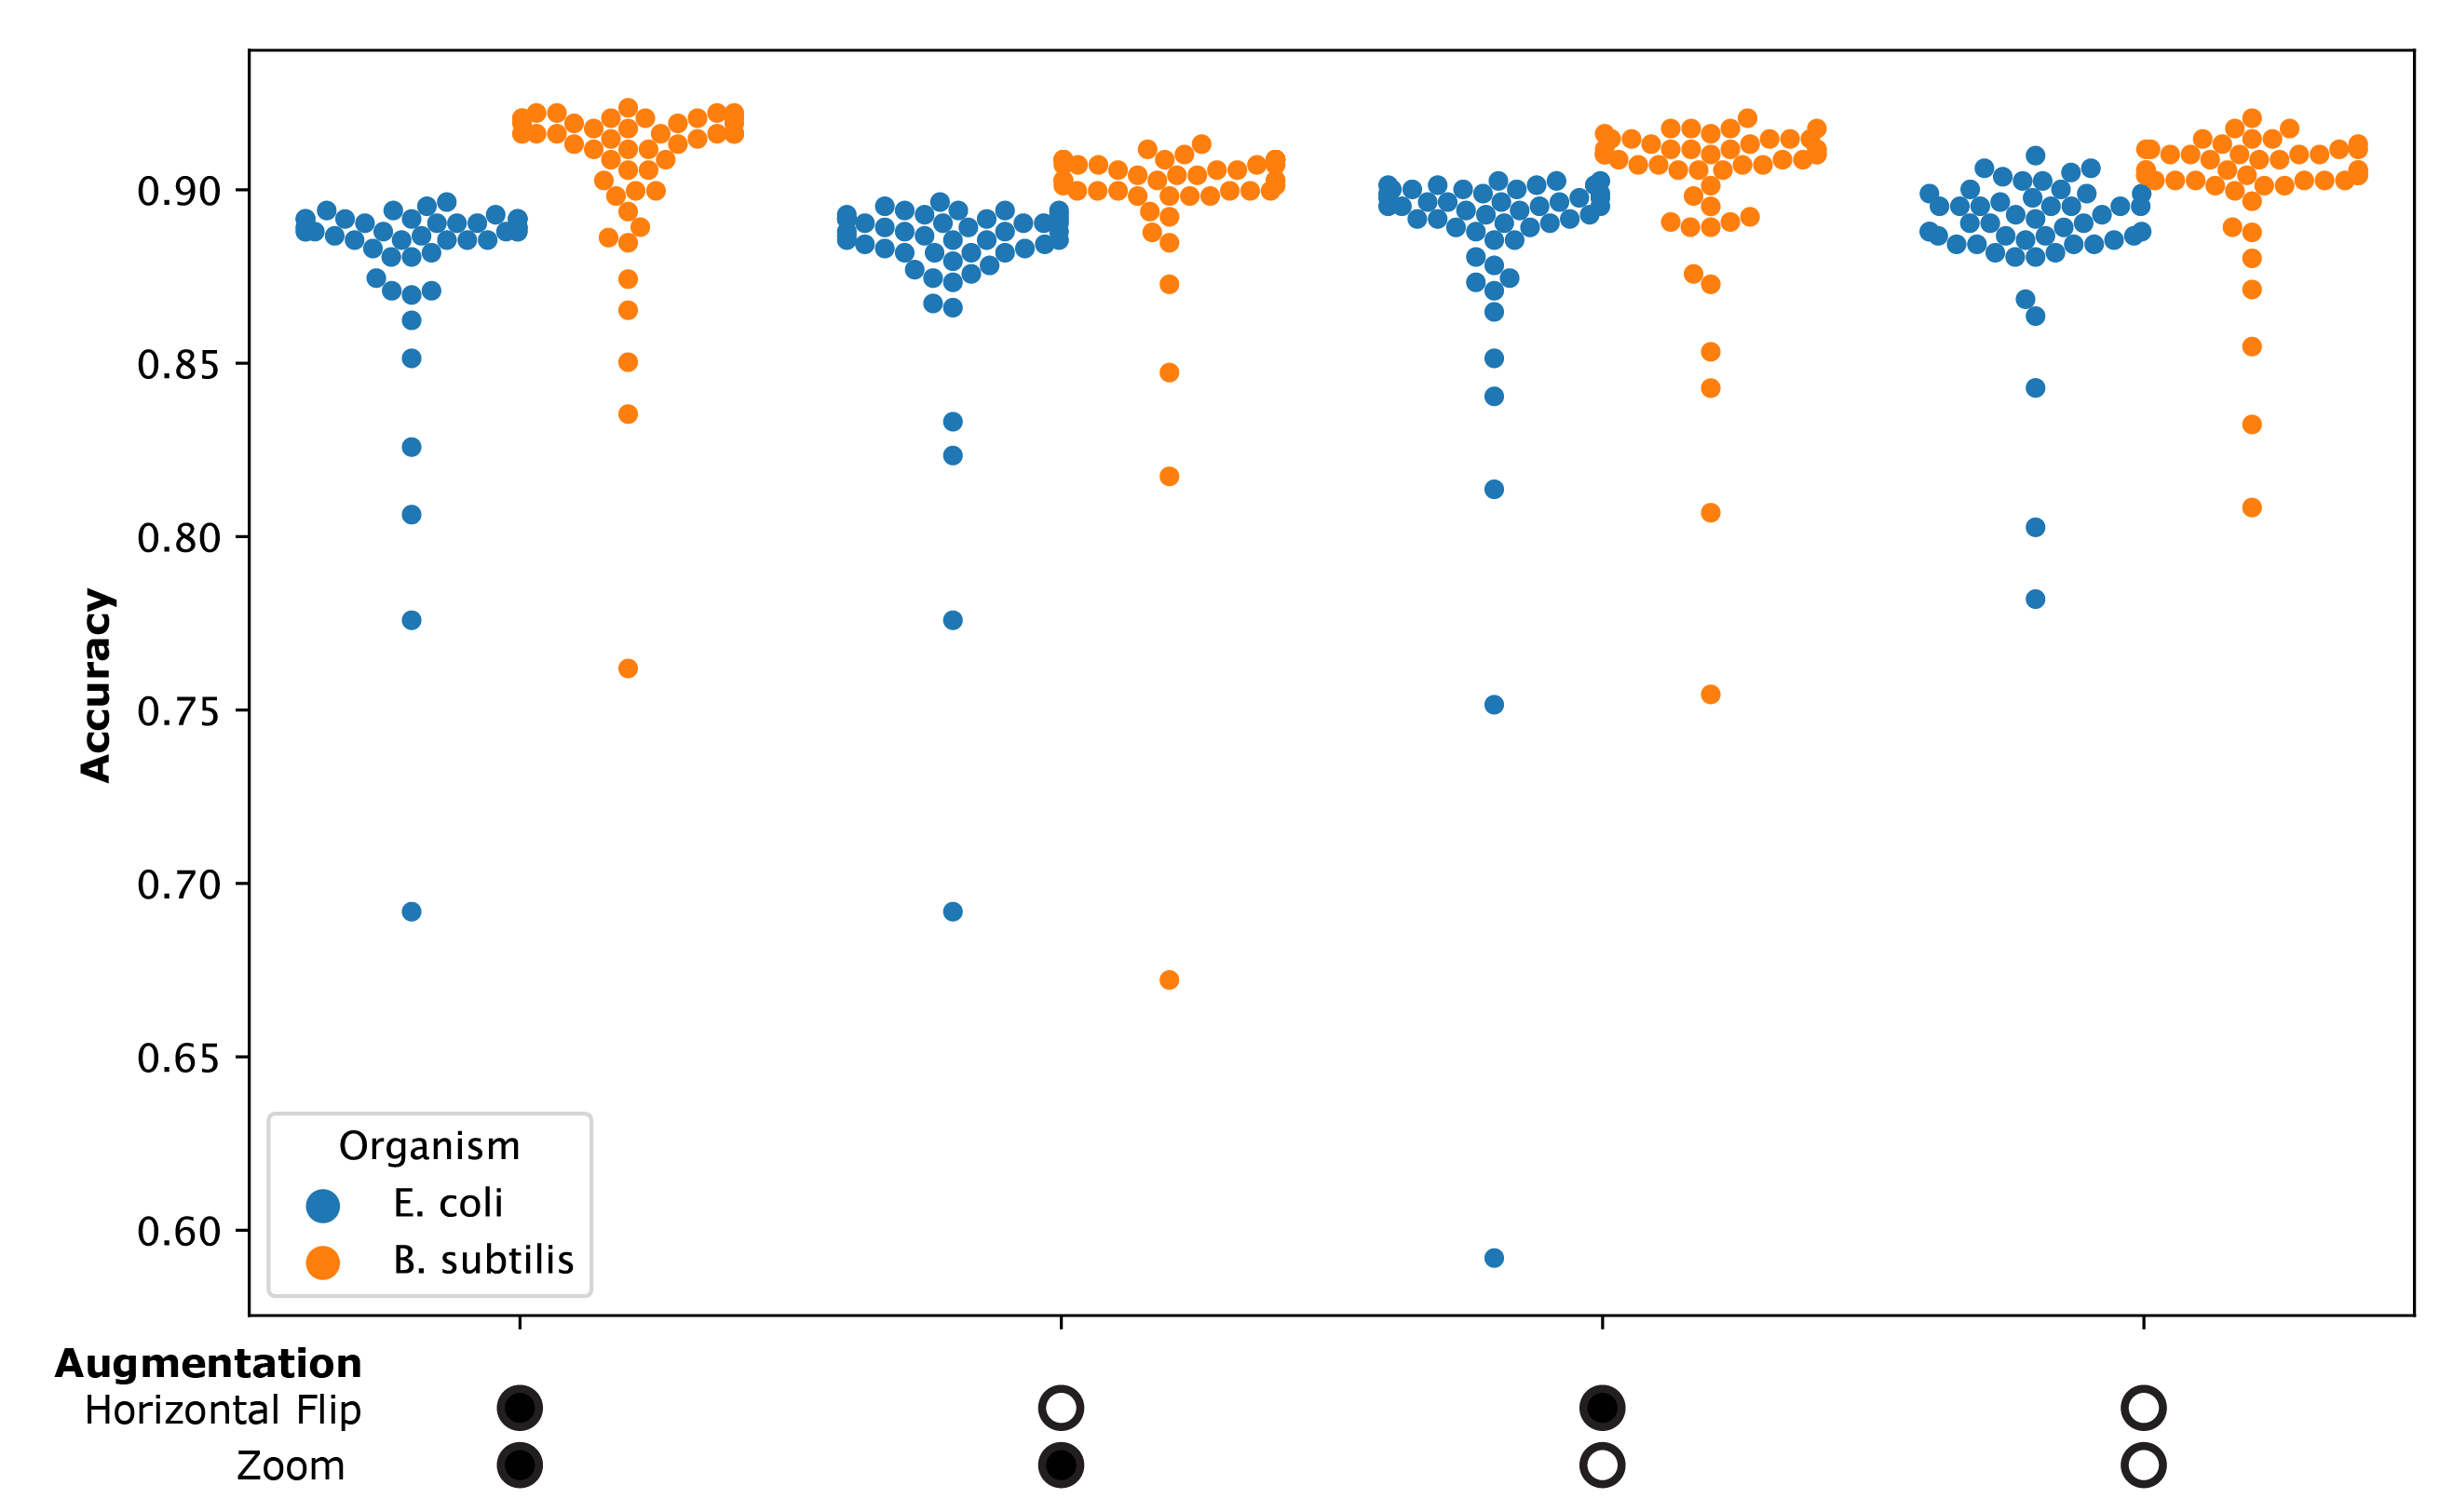 0.90
0.85
0.80
0.75
0.70
0.65
0.60
Accuracy
Organism
E. coli
B. subtilis
Augmentation
Horizontal Flip
Zoom